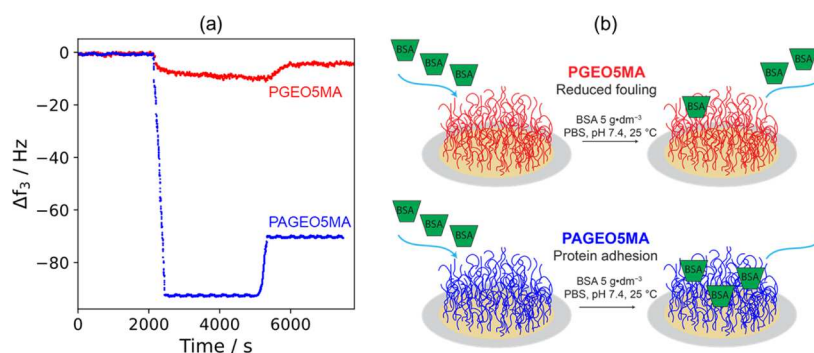 (a)
0
−20
−40
−60
−80
Δf₃ / Hz
PGEO5MA
PAGEO5MA
0
2000
4000
6000
Time / s
(b)
BSA
BSA
BSA
PGEO5MA
Reduced fouling
BSA 5 g•dm⁻³
PBS, pH 7.4, 25 °C
BSA
BSA
BSA
BSA
BSA
BSA
PAGEO5MA
Protein adhesion
BSA 5 g•dm⁻³
PBS, pH 7.4, 25 °C
BSA
BSA
BSA
BSA